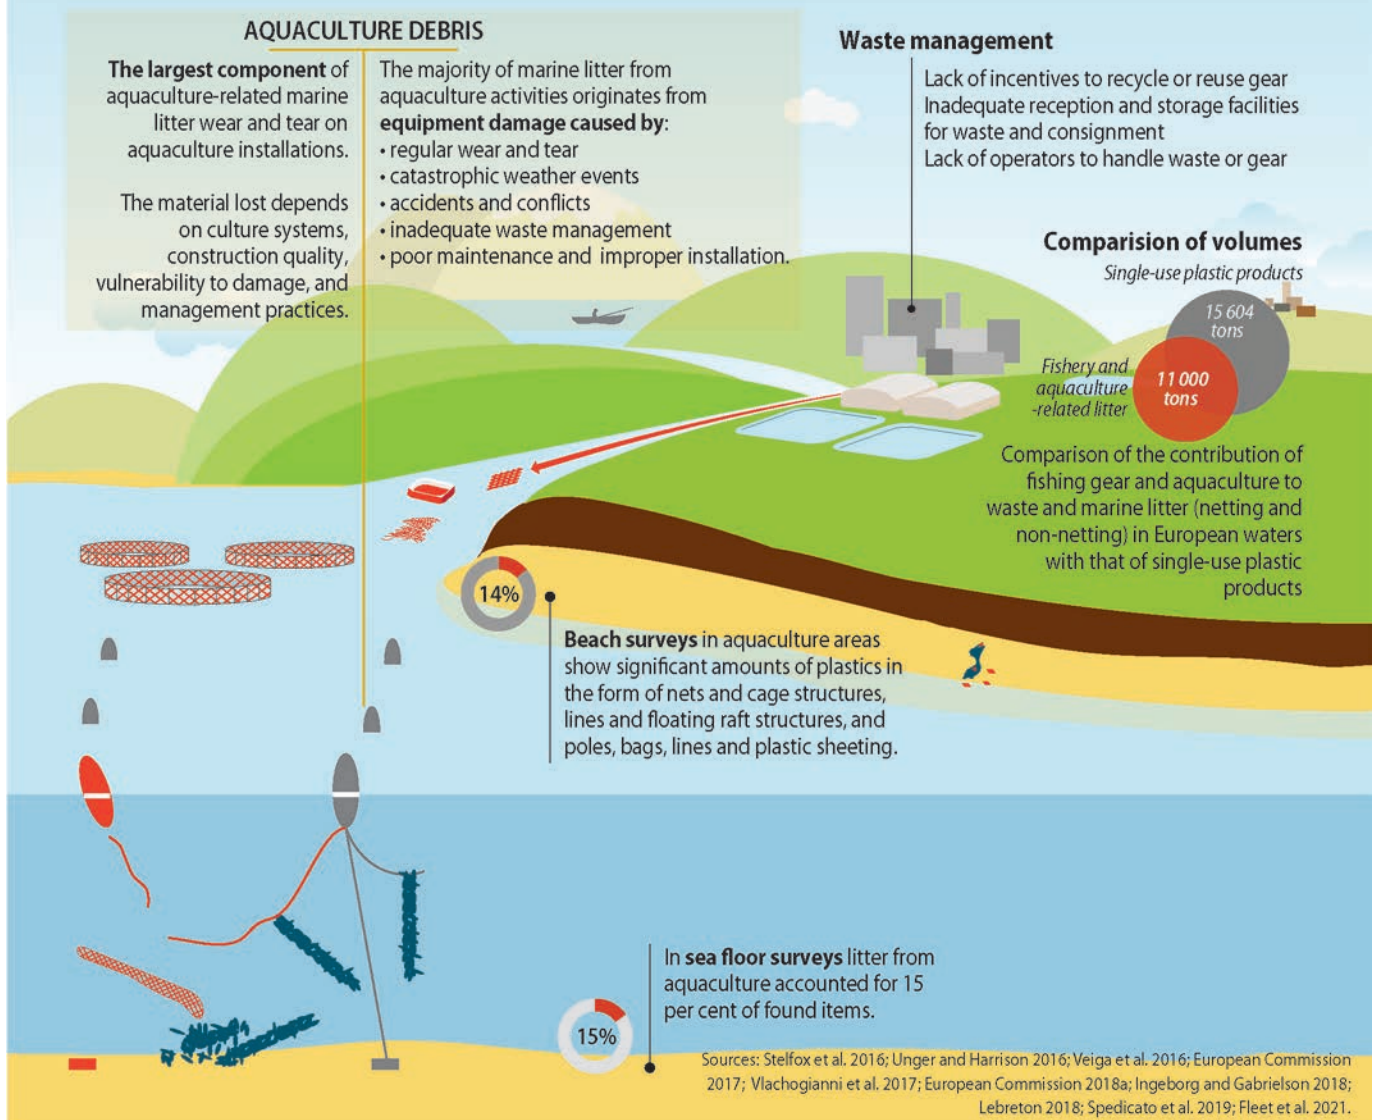 AQUACULTURE DEBRIS
The largest component of
aquaculture-related marine
litter wear and tear on
aquaculture installations.
The material lost depends
on culture systems,
construction quality,
vulnerability to damage, and
management practices.
The majority of marine litter from
aquaculture activities originates from
equipment damage caused by:
• regular wear and tear
• catastrophic weather events
• accidents and conflicts
• inadequate waste management
• poor maintenance and improper installation.
Waste management
Lack of incentives to recycle or reuse gear
Inadequate reception and storage facilities
for waste and consignment
Lack of operators to handle waste or gear
Comparision of volumes
Single-use plastic products
15 604
tons
Fishery and
aquaculture
-related litter
11 000
tons
Comparison of the contribution of
fishing gear and aquaculture to
waste and marine litter (netting and
non-netting) in European waters
with that of single-use plastic
products
14%
Beach surveys in aquaculture areas
show significant amounts of plastics in
the form of nets and cage structures,
lines and floating raft structures, and
poles, bags, lines and plastic sheeting.
In sea floor surveys litter from
aquaculture accounted for 15
per cent of found items.
15%
Sources: Stelfox et al. 2016; Unger and Harrison 2016; Veiga et al. 2016; European Commission
2017; Vlachogianni et al. 2017; European Commission 2018a; Ingeborg and Gabrielson 2018;
Lebreton 2018; Spedicato et al. 2019; Fleet et al. 2021.